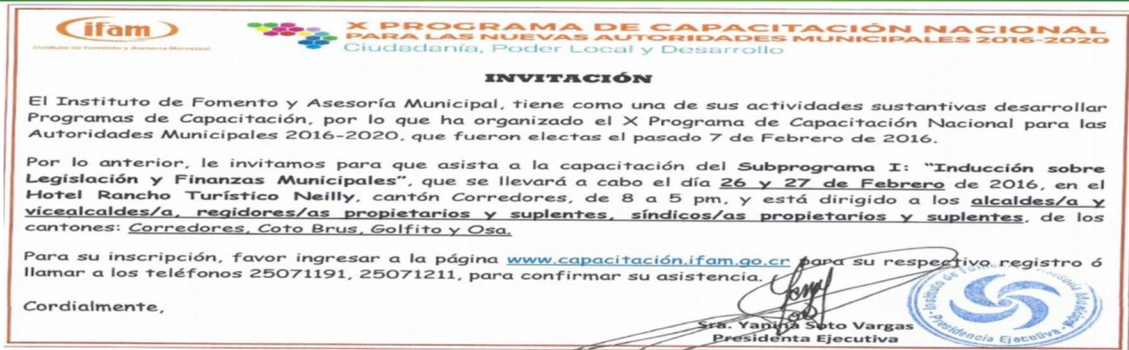 ifam
Instituto de Fomento y Asesoría Municipal
X PROGRAMA DE CAPACITACIÓN NACIONAL
PARA LAS NUEVAS AUTORIDADES MUNICIPALES 2016-2020
Ciudadanía, Poder Local y Desarrollo
INVITACIÓN
El Instituto de Fomento y Asesoría Municipal, tiene como una de sus actividades sustantivas desarrollar
Programas de Capacitación, por lo que ha organizado el X Programa de Capacitación Nacional para las
Autoridades Municipales 2016-2020, que fueron electas el pasado 7 de Febrero de 2016.
Por lo anterior, le invitamos para que asista a la capacitación del Subprograma I: “Inducción sobre
Legislación y Finanzas Municipales”, que se llevará a cabo el día 26 y 27 de Febrero de 2016, en el
Hotel Rancho Turístico Neilly, cantón Corredores, de 8 a 5 pm, y está dirigido a los alcaldes/a y
vicealcaldes/a, regidores/as propietarios y suplentes, síndicos/as propietarios y suplentes, de los
cantones: Corredores, Coto Brus, Golfito y Osa.
Para su inscripción, favor ingresar a la página www.capacitación.ifam.go.cr para su respectivo registro ó
llamar a los teléfonos 25071191, 25071211, para confirmar su asistencia.
Cordialmente,
Sra. Yanina Soto Vargas
Presidenta Ejecutiva
Presidencia Ejecutiva